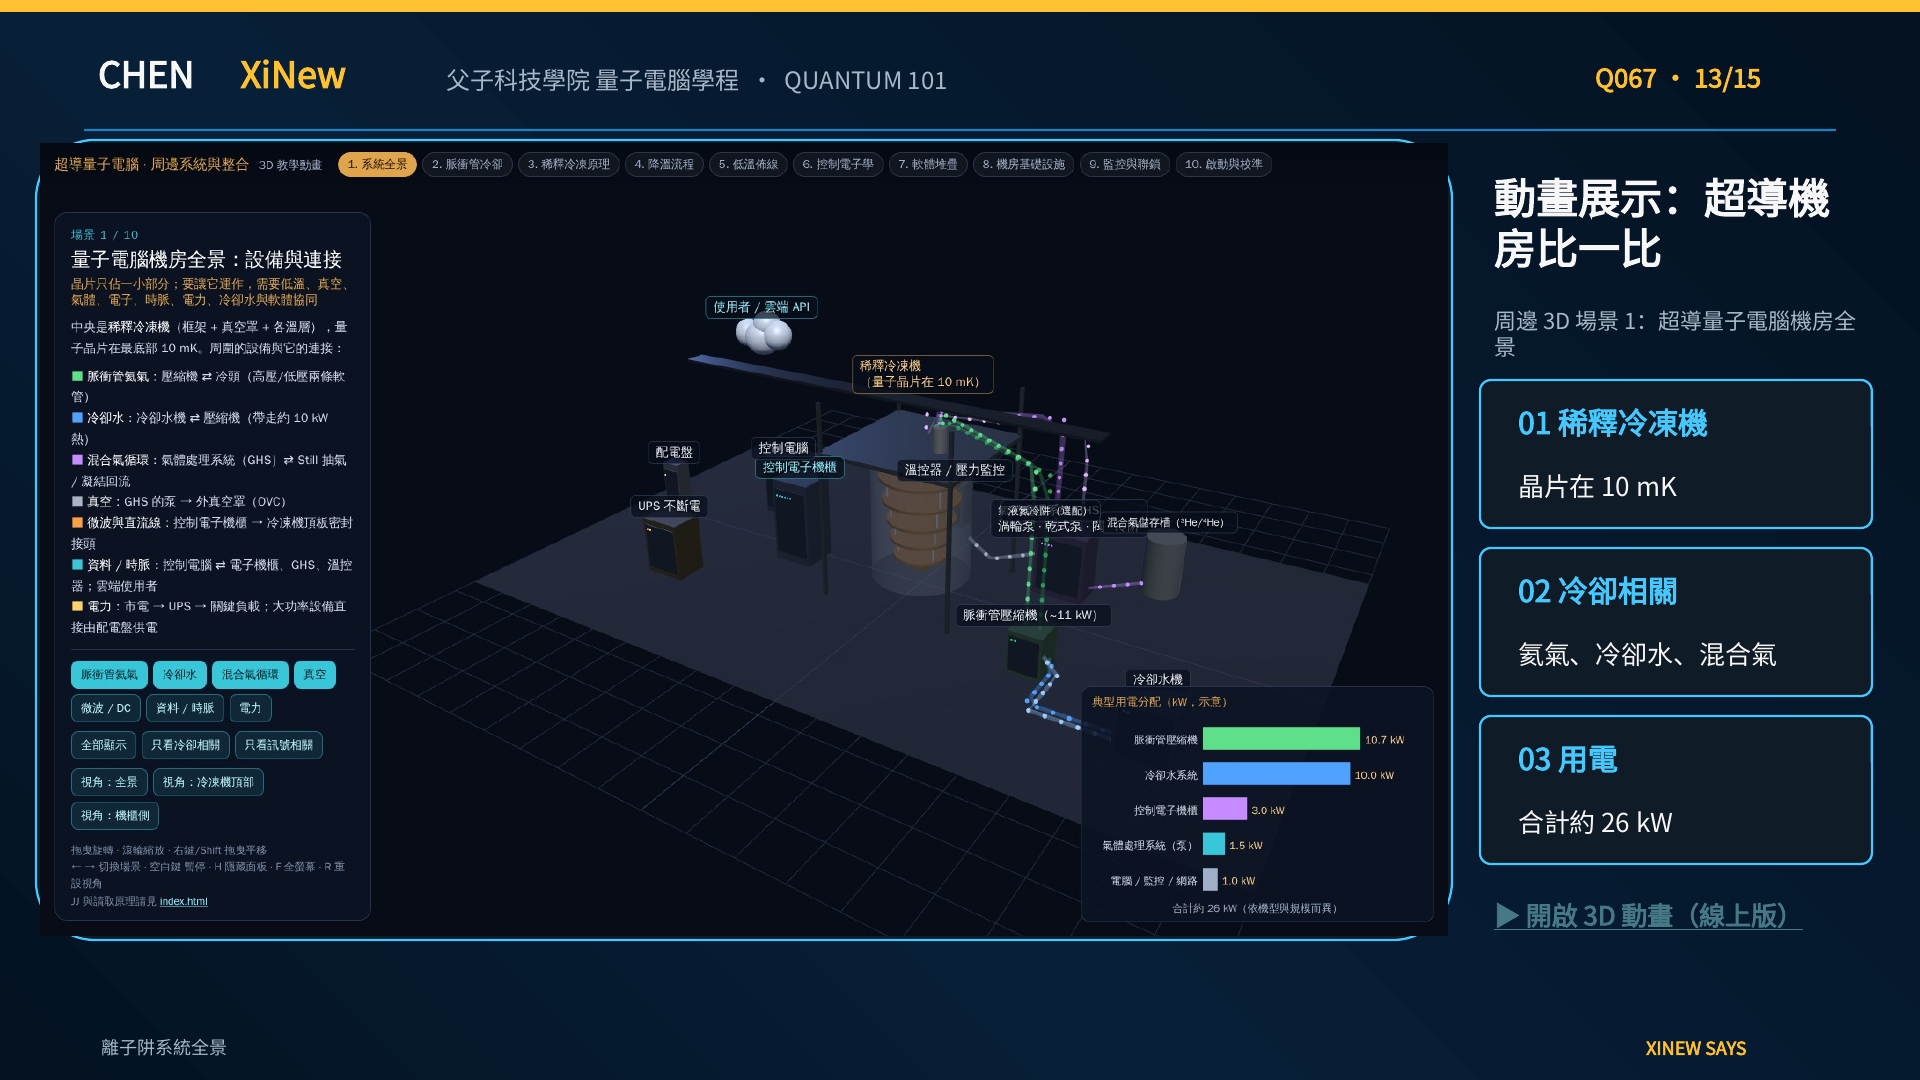 CHEN XiNew 父子科技學院 量子電腦學程 • QUANTUM 101 Q067 • 13/15
超導量子電腦 · 周邊系統與整合 3D 教學動畫 1. 系統全景 2. 脈衝管冷卻 3. 稀釋冷凍原理 4. 降溫流程 5. 低溫佈線 6. 控制電子學 7. 軟體堆疊 8. 機房基礎設施 9. 監控與聯鎖 10. 啟動與校準
場景 1 / 10
量子電腦機房全景：設備與連接
晶片只佔一小部分；要讓它運作，需要低溫、真空、
氣體、電子、時脈、電力、冷卻水與軟體協同
中央是稀釋冷凍機（框架 + 真空罩 + 各溫層），量
子晶片在最底部 10 mK。周圍的設備與它的連接：
脈衝管氦氣：壓縮機 ⇄ 冷頭（高壓/低壓兩條軟
管）
冷卻水：冷卻水機 ⇄ 壓縮機（帶走約 10 kW
熱）
混合氣循環：氣體處理系統（GHS）⇄ Still 抽氣
/ 凝結回流
真空：GHS 的泵 → 外真空罩（OVC）
微波與直流線：控制電子機櫃 → 冷凍機頂板密封
接頭
資料 / 時脈：控制電腦 ⇄ 電子機櫃、GHS、溫控
器；雲端使用者
電力：市電 → UPS → 關鍵負載；大功率設備直
接由配電盤供電
脈衝管氦氣 冷卻水 混合氣循環 真空
微波 / DC 資料 / 時脈 電力
全部顯示 只看冷卻相關 只看訊號相關
視角：全景 視角：冷凍機頂部
視角：機櫃側
拖曳旋轉 · 滾輪縮放 · 右鍵/Shift 拖曳平移
← → 切換場景 · 空白鍵 暫停 · H 隱藏面板 · F 全螢幕 · R 重
設視角
JJ 與讀取原理請見 index.html
使用者 / 雲端 API
稀釋冷凍機
（量子晶片在 10 mK）
配電盤
控制電腦
控制電子機櫃
溫控器 / 壓力監控
UPS 不斷電
液氮冷阱（選配）
渦輪泵 · 乾式泵 · 閥
混合氣儲存槽（³He/⁴He）
脈衝管壓縮機（~11 kW）
冷卻水機
典型用電分配（kW，示意）
脈衝管壓縮機 10.7 kW
冷卻水系統 10.0 kW
控制電子機櫃 3.0 kW
氣體處理系統（泵） 1.5 kW
電腦 / 監控 / 網路 1.0 kW
合計約 26 kW（依機型與規模而異）
動畫展示：超導機
房比一比
周邊 3D 場景 1：超導量子電腦機房全
景
01 稀釋冷凍機
晶片在 10 mK
02 冷卻相關
氦氣、冷卻水、混合氣
03 用電
合計約 26 kW
▶ 開啟 3D 動畫（線上版）
離子阱系統全景
XINEW SAYS